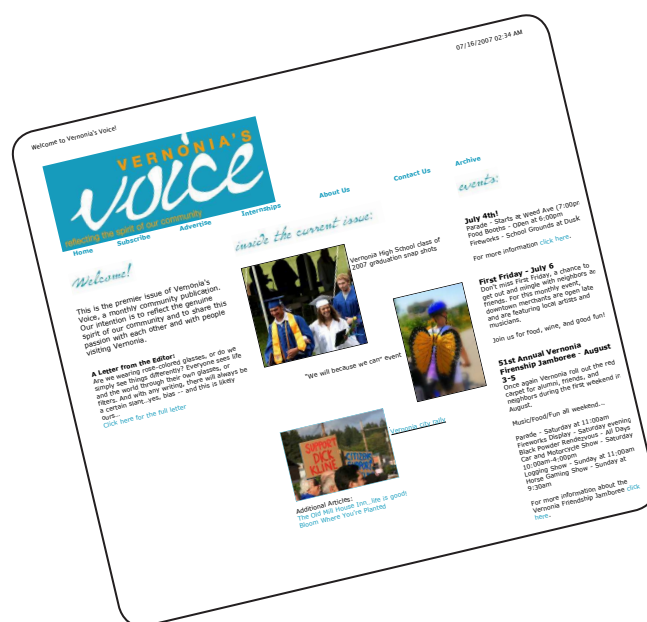 07/16/2007 02:34 AM
Welcome to Vernonia's Voice!
VERNONIA'S
voice
reflecting the spirit of our community
Home
Subscribe
Advertise
Internships
About Us
Contact Us
Archive
Welcome!
This is the premier issue of Vernonia's
Voice, a monthly community publication.
Our intention is to reflect the genuine
spirit of our community and to share this
passion with each other and with people
visiting Vernonia.
A Letter from the Editor:
Are we wearing rose-colored glasses, or do we
simply see things differently? Everyone sees life
and the world through their own glasses, or
filters. And with any writing, there will always be
a certain slant...yes, bias -- and this is likely
ours...
Click here for the full letter
inside the current issue:
Vernonia High School class of
2007 graduation snap shots
"We will because we can" event
SUPPORT
DICK
KLINE
Vernonia city rally
Additional Articles:
The Old Mill House Inn...life is good!
Bloom Where You're Planted
events:
July 4th!
Parade - Starts at Weed Ave (7:00pm
Food Booths - Open at 6:00pm
Fireworks - School Grounds at Dusk
For more information click here.
First Friday - July 6
Don't miss First Friday, a chance to
get out and mingle with neighbors an
friends. For this monthly event,
downtown merchants are open late
and are featuring local artists and
musicians.
Join us for food, wine, and good fun!
51st Annual Vernonia
Firenship Jamboree - August
3-5
Once again Vernonia roll out the red
carpet for alumni, friends, and
neighbors during the first weekend in
August.
Music/Food/Fun all weekend...
Parade - Saturday at 11:00am
Fireworks Display - Saturday evening
Black Powder Rendezvous - All Days
Car and Motorcycle Show - Saturday
10:00am-4:00pm
Logging Show - Sunday at 11:00am
Horse Gaming Show - Sunday at
9:30am
For more information about the
Vernonia Friendship Jamboree click
here.